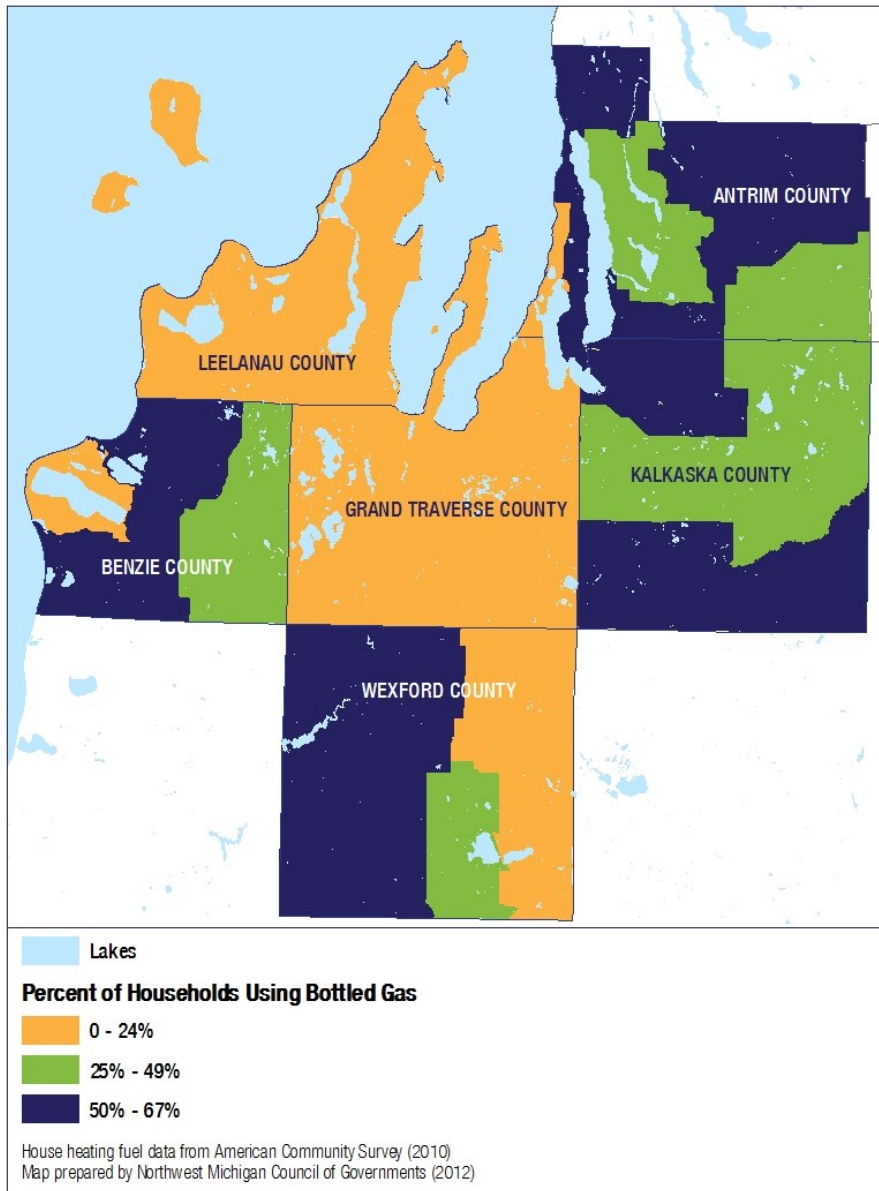 ANTRIM COUNTY
LEELANAU COUNTY
KALKASKA COUNTY
GRAND TRAVERSE COUNTY
BENZIE COUNTY
WEXFORD COUNTY
Lakes
Percent of Households Using Bottled Gas
0 - 24%
25% - 49%
50% - 67%
House heating fuel data from American Community Survey (2010)
Map prepared by Northwest Michigan Council of Governments (2012)